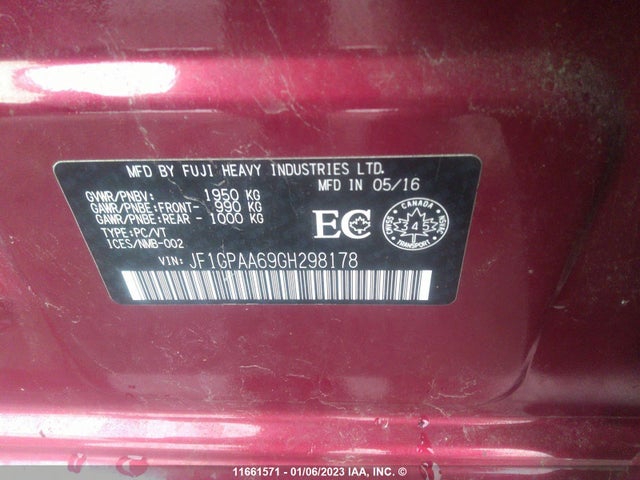 MFD BY FUJI HEAVY INDUSTRIES LTD.
MFD IN 05/16
GVWR/PNBV: 1950 KG
GAWR/PNBE:FRONT- 990 KG
GAWR/PNBE:REAR - 1000 KG
TYPE:PC/VT
ICES/NMB-002
EC
CANADA
4
TRANSPORT
VIN: JF1GPAA69GH298178
11661571 - 01/06/2023 IAA, INC. ©